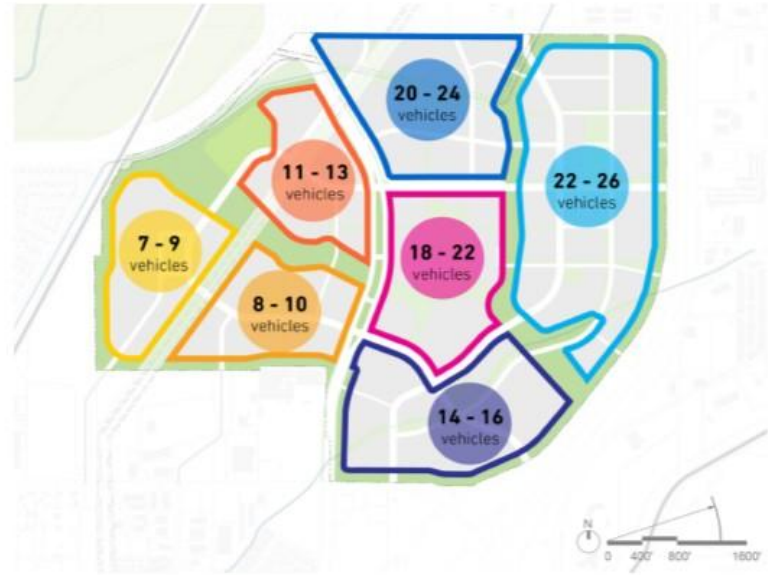 20 - 24
vehicles
11 - 13
vehicles
22 - 26
vehicles
7 - 9
vehicles
18 - 22
vehicles
8 - 10
vehicles
14 - 16
vehicles
N
0 400' 800' 1600'